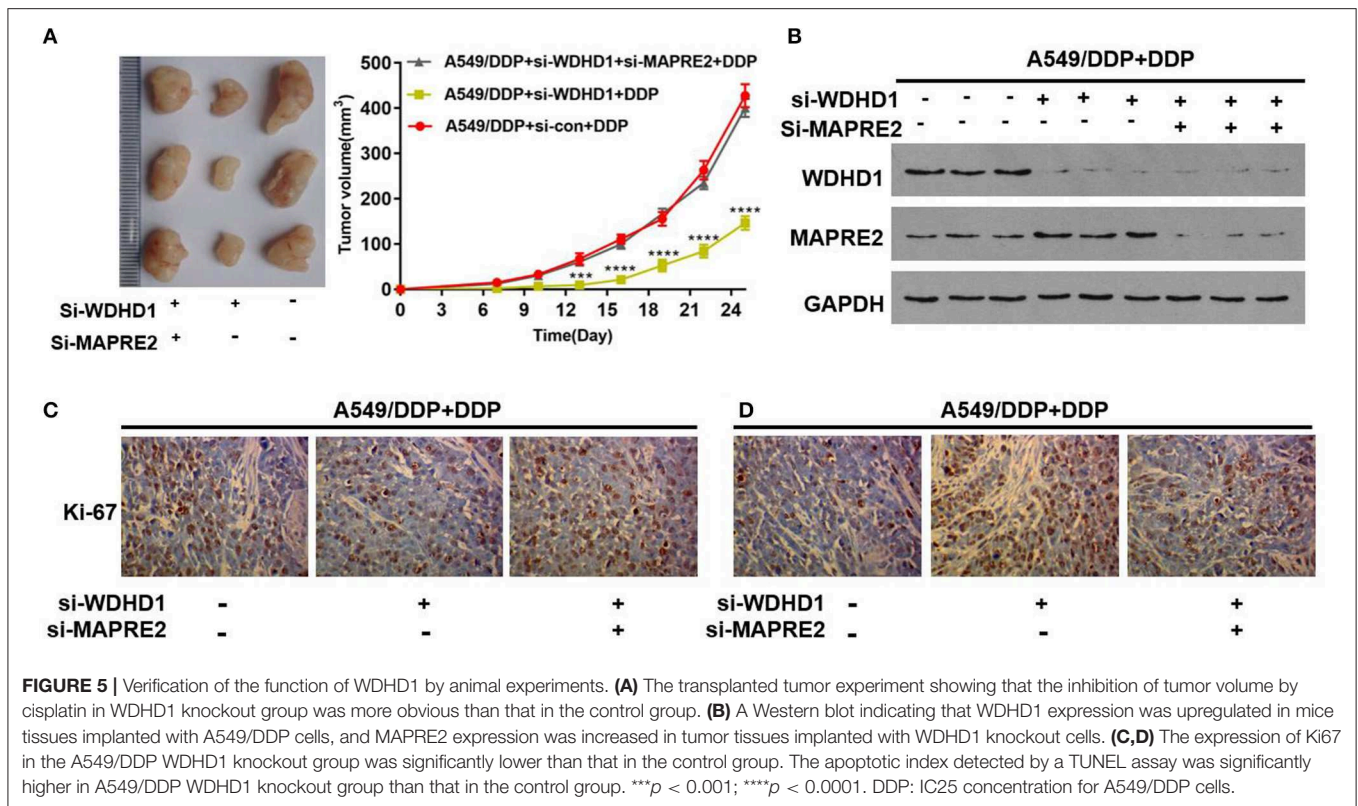 A
500
400
300
200
100
0
Tumor volume(mm³)
A549/DDP+si-WDHD1+si-MAPRE2+DDP
A549/DDP+si-WDHD1+DDP
A549/DDP+si-con+DDP
*** **** **** **** ****
0 3 6 9 12 15 18 21 24
Time(Day)
Si-WDHD1 + + -
Si-MAPRE2 + - -
B
A549/DDP+DDP
si-WDHD1 - - - + + + + + +
Si-MAPRE2 - - - - - - + + +
WDHD1
MAPRE2
GAPDH
C
A549/DDP+DDP
Ki-67
si-WDHD1 - + +
si-MAPRE2 - - +
D
A549/DDP+DDP
si-WDHD1 - + +
si-MAPRE2 - - +
FIGURE 5 | Verification of the function of WDHD1 by animal experiments. (A) The transplanted tumor experiment showing that the inhibition of tumor volume by
cisplatin in WDHD1 knockout group was more obvious than that in the control group. (B) A Western blot indicating that WDHD1 expression was upregulated in mice
tissues implanted with A549/DDP cells, and MAPRE2 expression was increased in tumor tissues implanted with WDHD1 knockout cells. (C,D) The expression of Ki67
in the A549/DDP WDHD1 knockout group was significantly lower than that in the control group. The apoptotic index detected by a TUNEL assay was significantly
higher in A549/DDP WDHD1 knockout group than that in the control group. ***p < 0.001; ****p < 0.0001. DDP: IC25 concentration for A549/DDP cells.